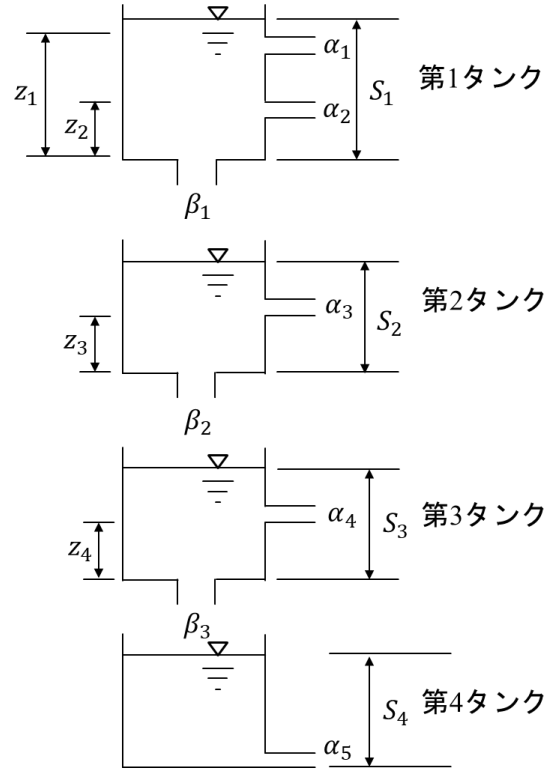 z₁
z₂
α₁
α₂
S₁
第1タンク
β₁
z₃
α₃
S₂
第2タンク
β₂
z₄
α₄
S₃
第3タンク
β₃
α₅
S₄
第4タンク